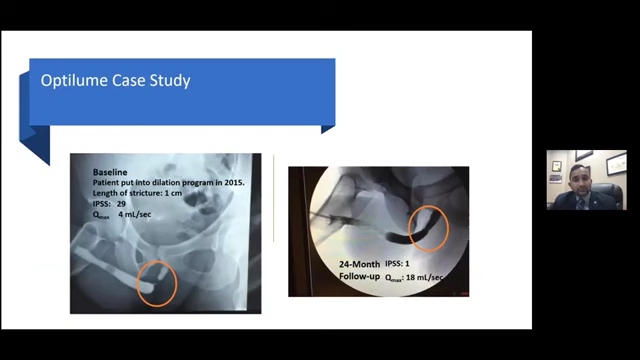 Optilume Case Study
Baseline
Patient put into dilation program in 2015.
Length of stricture: 1 cm
IPSS: 29
Qmax 4 mL/sec
24-Month IPSS: 1
Follow-up Qmax: 18 mL/sec